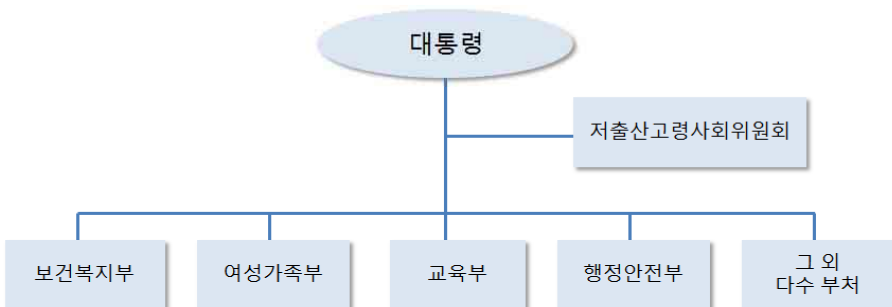 대통령
저출산고령사회위원회
보건복지부
여성가족부
교육부
행정안전부
그 외
다수 부처